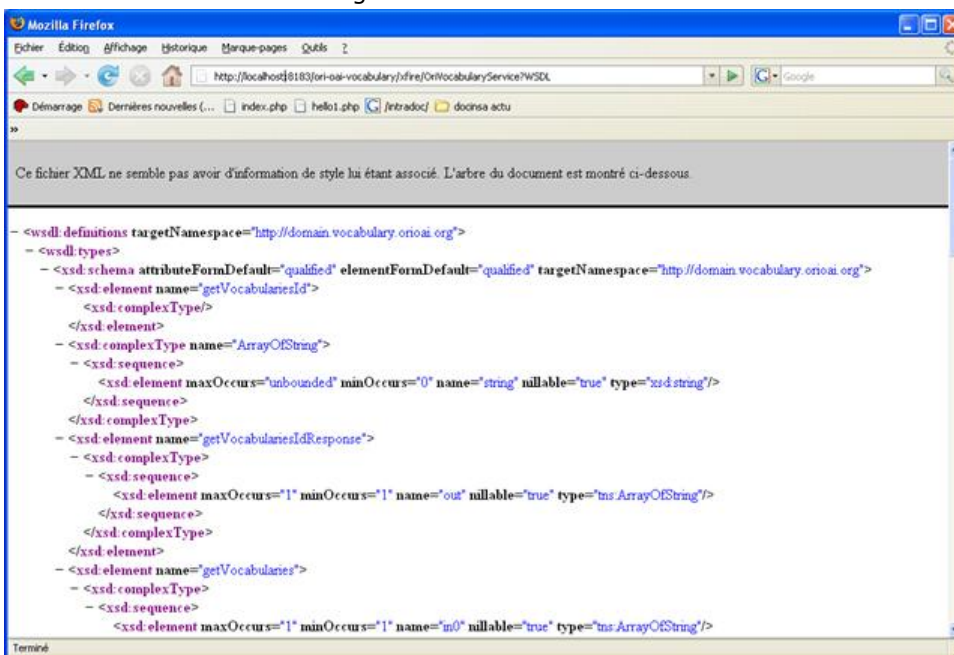 Mozilla Firefox
Fichier Édition Affichage Historique Marque-pages Outils ?
http://localhost:8183/ori-oai-vocabulary/xfire/OriVocabularyService?WSDL
Google
Démarrage Dernières nouvelles (... index.php hello1.php /intradoc/ docinsa actu
»
Ce fichier XML ne semble pas avoir d'information de style lui étant associé. L'arbre du document est montré ci-dessous.
- <wsdl:definitions targetNamespace="http://domain.vocabulary.orioai.org">
- <wsdl:types>
- <xsd:schema attributeFormDefault="qualified" elementFormDefault="qualified" targetNamespace="http://domain.vocabulary.orioai.org">
- <xsd:element name="getVocabulariesId">
<xsd:complexType/>
</xsd:element>
- <xsd:complexType name="ArrayOfString">
- <xsd:sequence>
<xsd:element maxOccurs="unbounded" minOccurs="0" name="string" nillable="true" type="xsd:string"/>
</xsd:sequence>
</xsd:complexType>
- <xsd:element name="getVocabulariesIdResponse">
- <xsd:complexType>
- <xsd:sequence>
<xsd:element maxOccurs="1" minOccurs="1" name="out" nillable="true" type="tns:ArrayOfString"/>
</xsd:sequence>
</xsd:complexType>
</xsd:element>
- <xsd:element name="getVocabularies">
- <xsd:complexType>
- <xsd:sequence>
<xsd:element maxOccurs="1" minOccurs="1" name="in0" nillable="true" type="tns:ArrayOfString"/>
Terminé